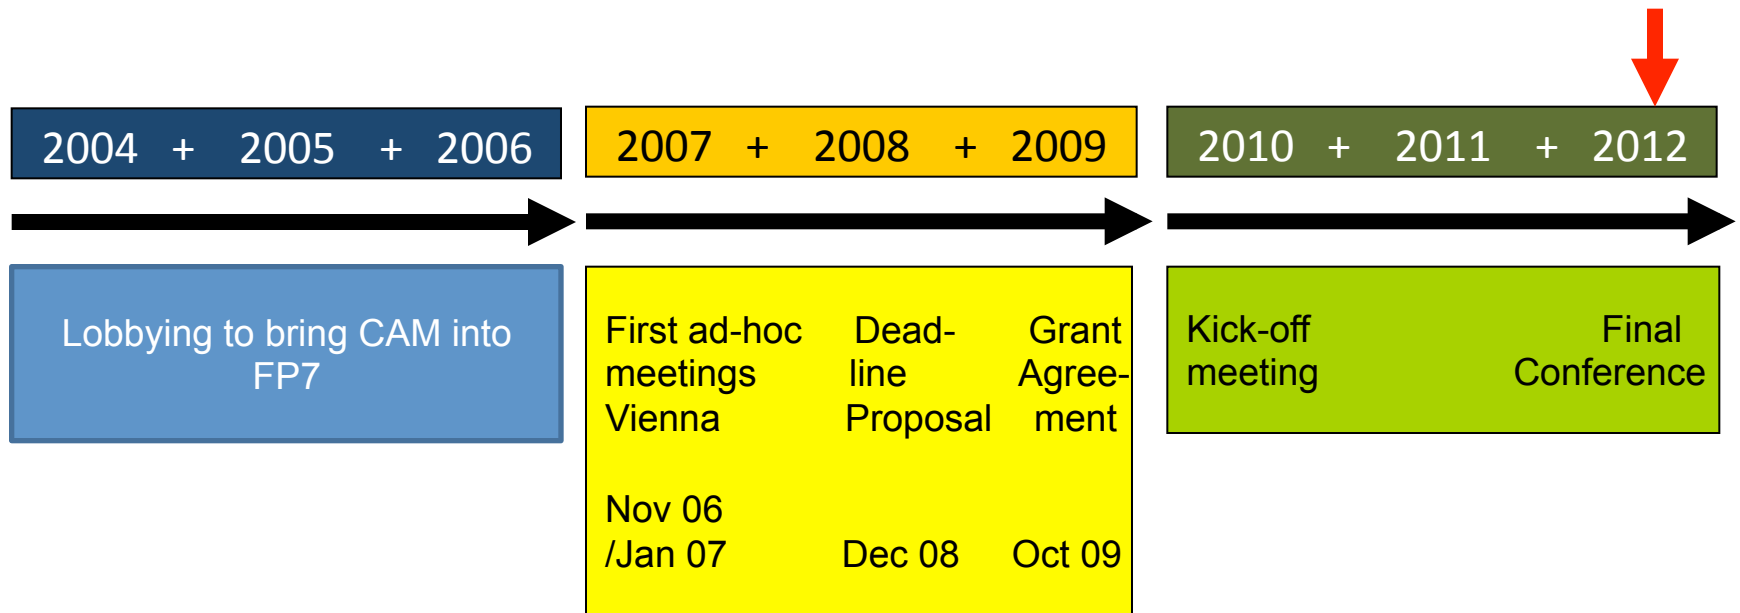 2004 + 2005 + 2006
2007 + 2008 + 2009
2010 + 2011 + 2012
Lobbying to bring CAM into
FP7
First ad-hoc Dead- Grant
meetings line Agree-
Vienna Proposal ment
Nov 06
/Jan 07 Dec 08 Oct 09
Kick-off Final
meeting Conference